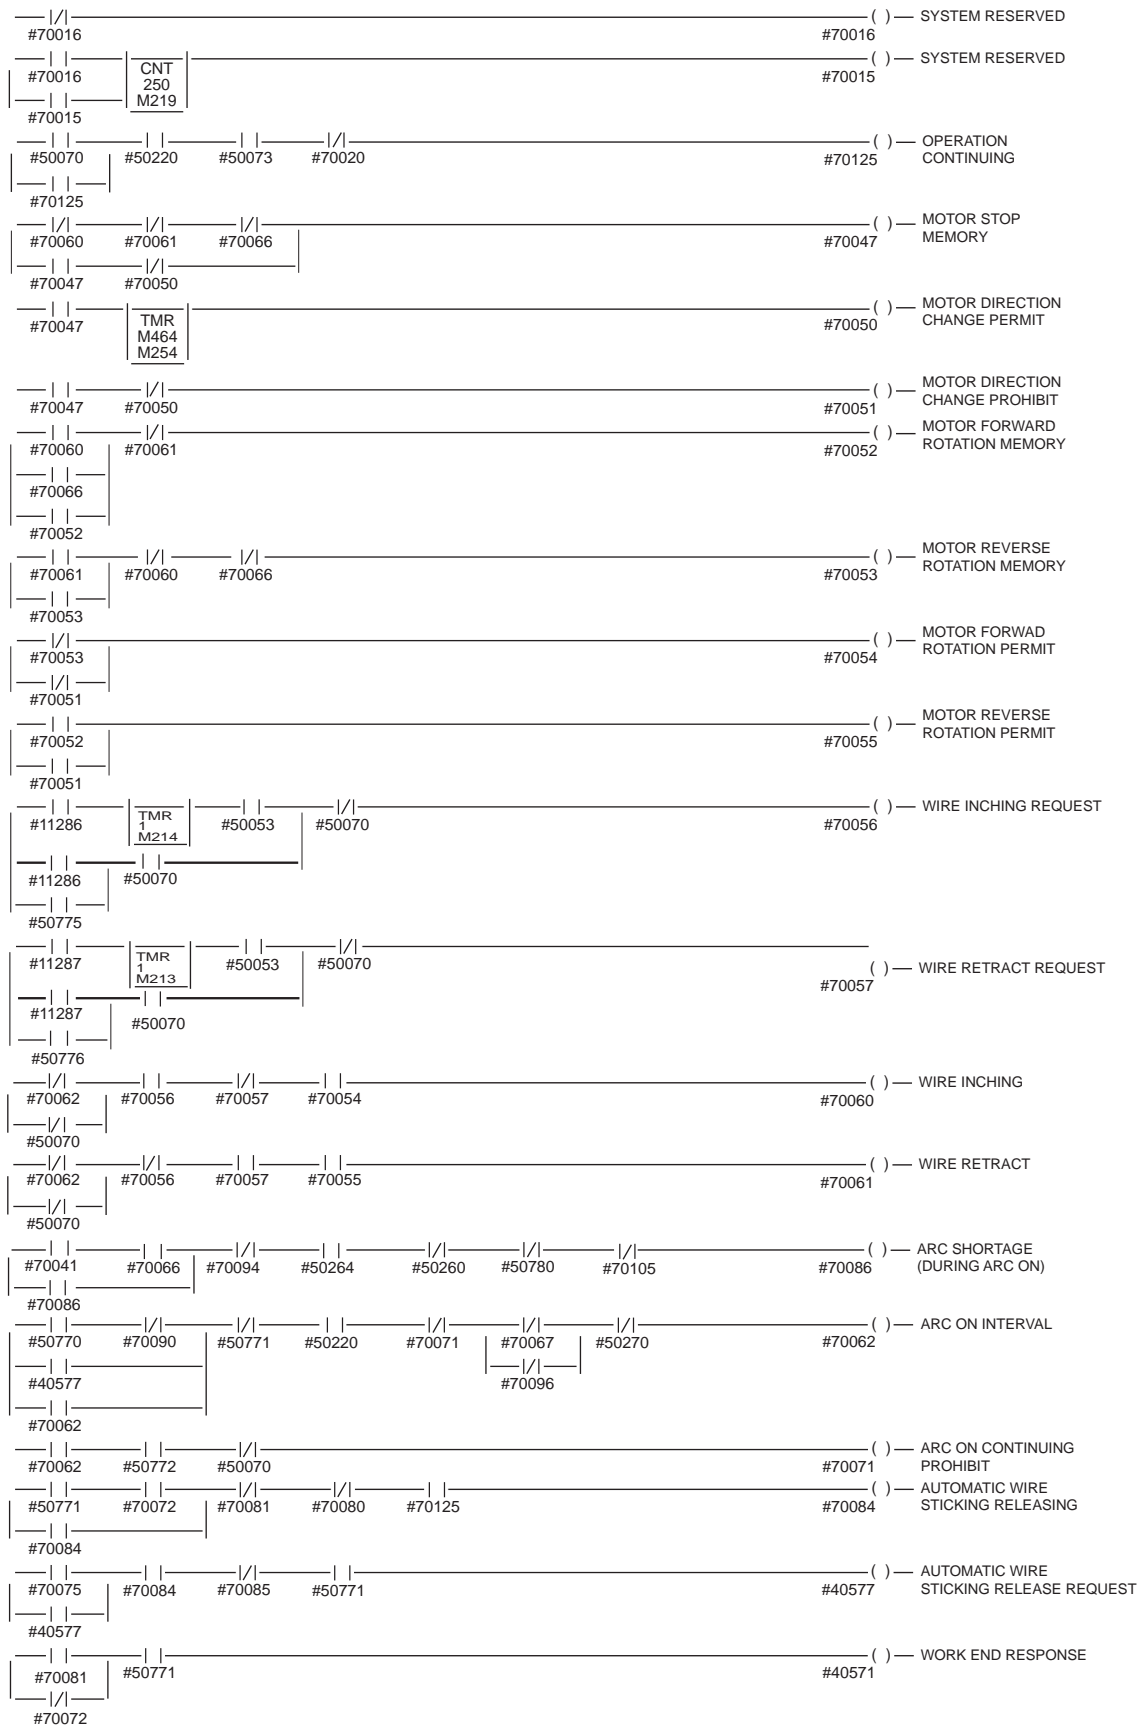 #70016 #70016 SYSTEM RESERVED
#70016 CNT 250 M219 #70015 SYSTEM RESERVED
#70015
#50070 #50220 #50073 #70020 #70125 OPERATION
CONTINUING
#70125
#70060 #70061 #70066 #70047 MOTOR STOP
MEMORY
#70047 #70050
#70047 TMR M464 M254 #70050 MOTOR DIRECTION
CHANGE PERMIT
#70047 #70050 #70051 MOTOR DIRECTION
CHANGE PROHIBIT
#70060 #70061 #70052 MOTOR FORWARD
ROTATION MEMORY
#70066
#70052
#70061 #70060 #70066 #70053 MOTOR REVERSE
ROTATION MEMORY
#70053
#70053 #70054 MOTOR FORWAD
ROTATION PERMIT
#70051
#70052 #70055 MOTOR REVERSE
ROTATION PERMIT
#70051
#11286 TMR 1 M214 #50053 #50070 #70056 WIRE INCHING REQUEST
#11286 #50070
#50775
#11287 TMR 1 M213 #50053 #50070 #70057 WIRE RETRACT REQUEST
#11287 #50070
#50776
#70062 #70056 #70057 #70054 #70060 WIRE INCHING
#50070
#70062 #70056 #70057 #70055 #70061 WIRE RETRACT
#50070
#70041 #70066 #70094 #50264 #50260 #50780 #70105 #70086 ARC SHORTAGE
(DURING ARC ON)
#70086
#50770 #70090 #50771 #50220 #70071 #70067 #50270 #70062 ARC ON INTERVAL
#40577 #70096
#70062
#70062 #50772 #50070 #70071 ARC ON CONTINUING
PROHIBIT
#50771 #70072 #70081 #70080 #70125 #70084 AUTOMATIC WIRE
STICKING RELEASING
#70084
#70075 #70084 #70085 #50771 #40577 AUTOMATIC WIRE
STICKING RELEASE REQUEST
#40577
#70081 #50771 #40571 WORK END RESPONSE
#70072